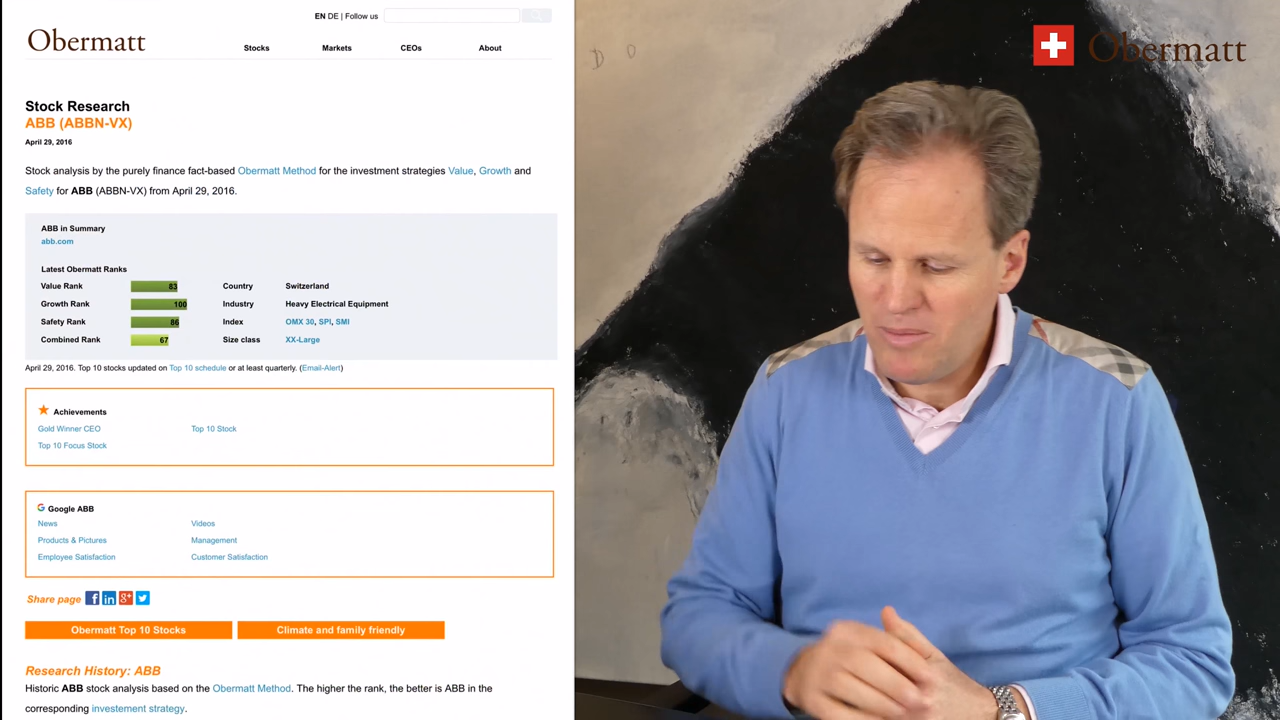 EN DE | Follow us
Obermatt
Stocks Markets CEOs About
Stock Research
ABB (ABBN-VX)
April 29, 2016
Stock analysis by the purely finance fact-based Obermatt Method for the investment strategies Value, Growth and
Safety for ABB (ABBN-VX) from April 29, 2016.
ABB in Summary
abb.com
Latest Obermatt Ranks
Value Rank 83 Country Switzerland
Growth Rank 100 Industry Heavy Electrical Equipment
Safety Rank 86 Index OMX 30, SPI, SMI
Combined Rank 67 Size class XX-Large
April 29, 2016. Top 10 stocks updated on Top 10 schedule or at least quarterly. (Email-Alert)
Achievements
Gold Winner CEO Top 10 Stock
Top 10 Focus Stock
Google ABB
News Videos
Products & Pictures Management
Employee Satisfaction Customer Satisfaction
Share page
Obermatt Top 10 Stocks Climate and family friendly
Research History: ABB
Historic ABB stock analysis based on the Obermatt Method. The higher the rank, the better is ABB in the
corresponding investement strategy.
Obermatt
D O